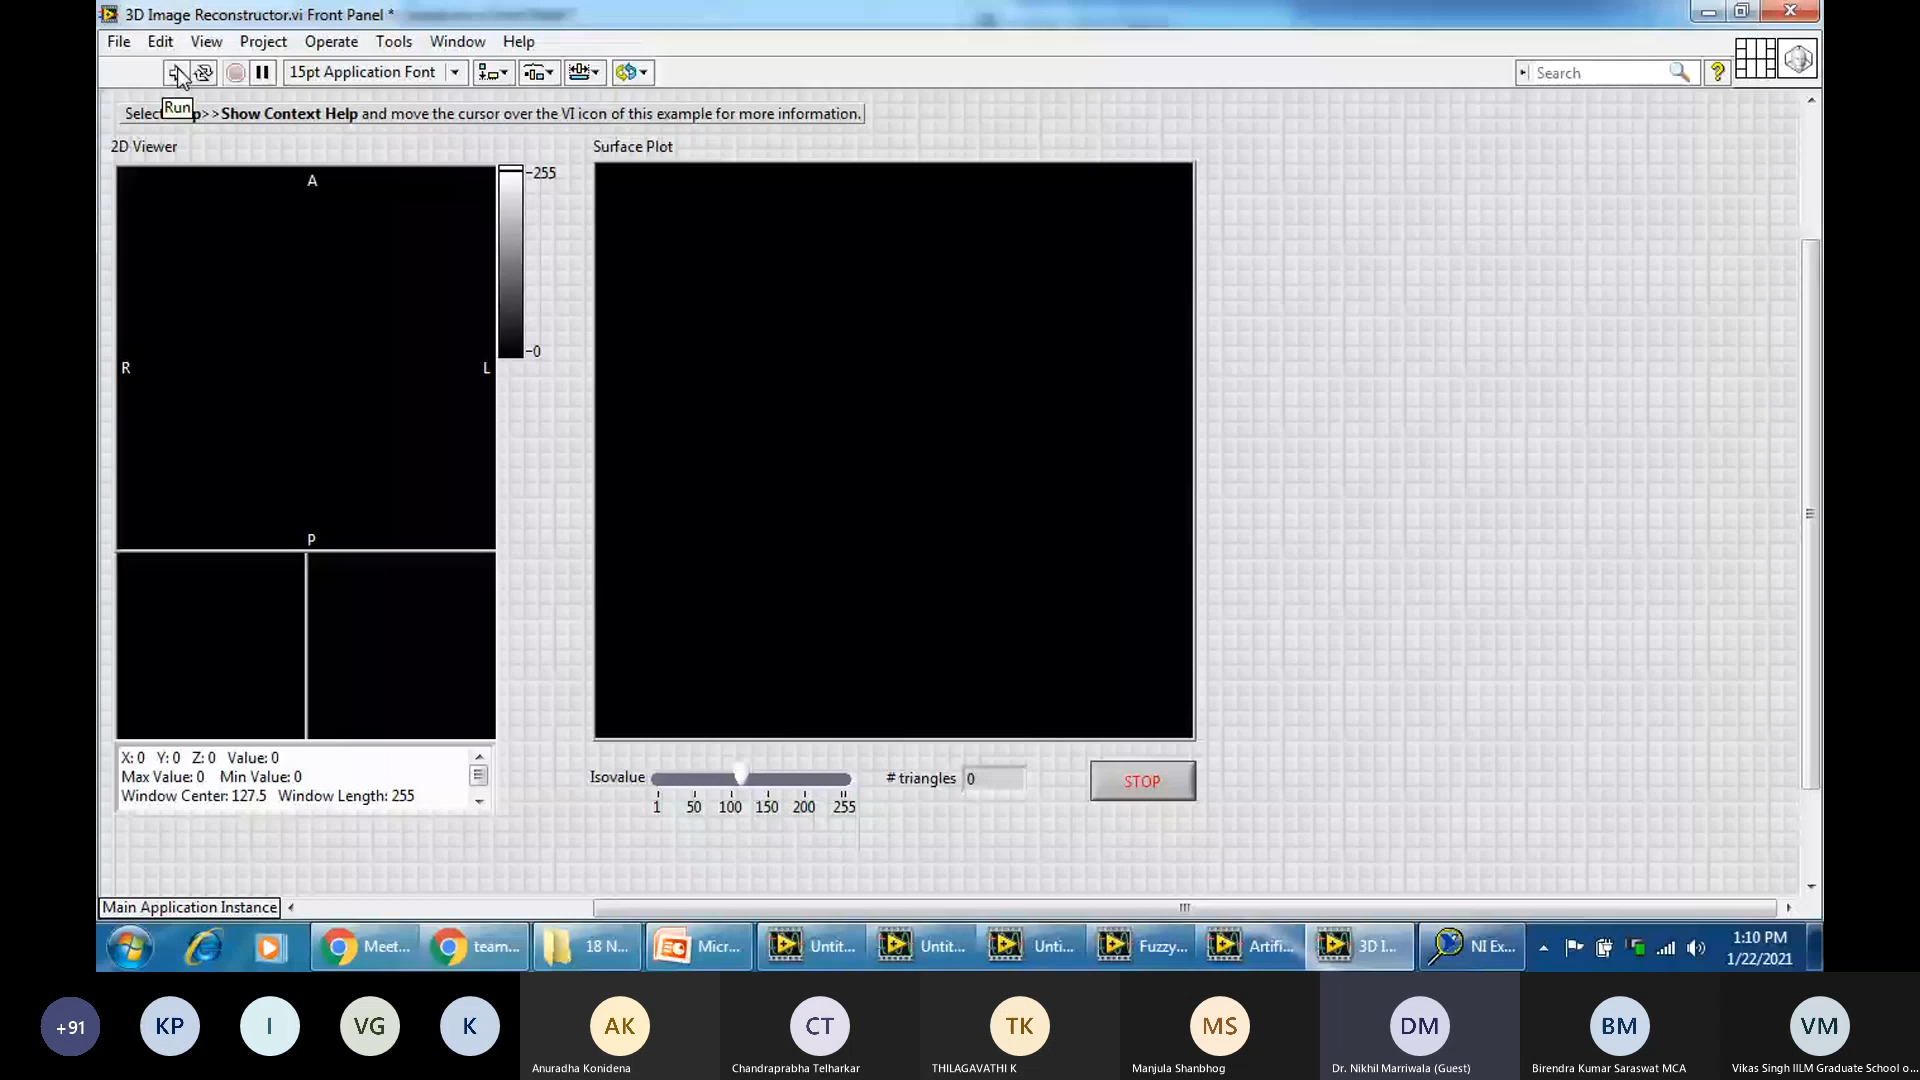 3D Image Reconstructor.vi Front Panel *
File Edit View Project Operate Tools Window Help
15pt Application Font
Search
Run
Select p>>Show Context Help and move the cursor over the VI icon of this example for more information.
2D Viewer
Surface Plot
A
255
0
R
L
P
X: 0 Y: 0 Z: 0 Value: 0
Max Value: 0 Min Value: 0
Window Center: 127.5 Window Length: 255
Isovalue
1 50 100 150 200 255
# triangles 0
STOP
Main Application Instance
Meet...
team...
18 N...
Micr...
Untit...
Untit...
Unti...
Fuzzy...
Artifi...
3D I...
NI Ex...
1:10 PM
1/22/2021
+91
KP
I
VG
K
AK
CT
TK
MS
DM
BM
VM
Anuradha Konidena
Chandraprabha Telharkar
THILAGAVATHI K
Manjula Shanbhog
Dr. Nikhil Marriwala (Guest)
Birendra Kumar Saraswat MCA
Vikas Singh IILM Graduate School o...